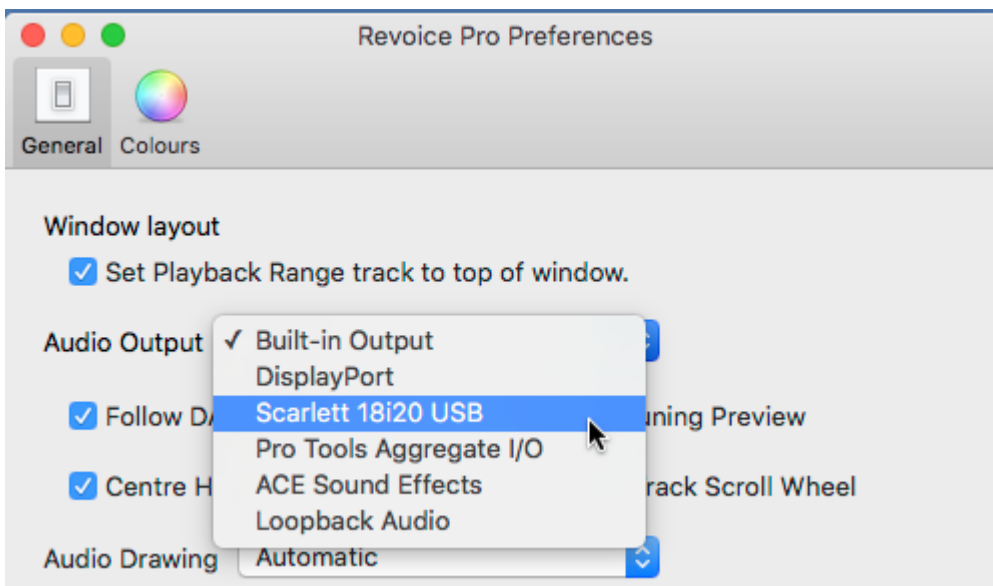 Revoice Pro Preferences
General Colours
Window layout
Set Playback Range track to top of window.
Audio Output ✓ Built-in Output
DisplayPort
Scarlett 18i20 USB
Follow uning Preview
Pro Tools Aggregate I/O
ACE Sound Effects
Centre rack Scroll Wheel
Loopback Audio
Audio Drawing Automatic